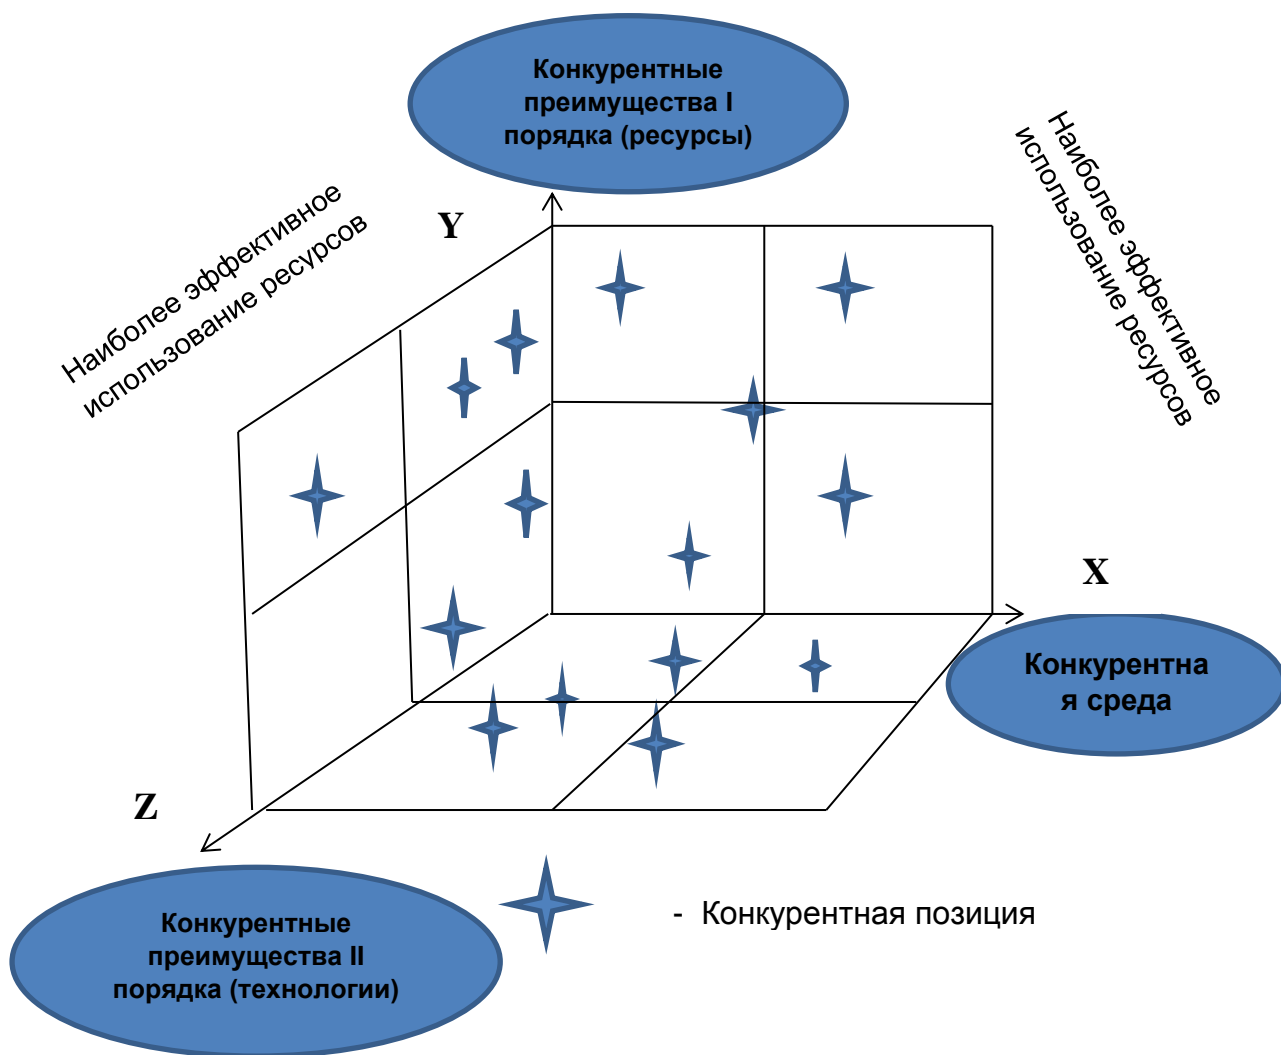 Конкурентные
преимущества I
порядка (ресурсы)
Наиболее эффективное
использование ресурсов
Наиболее эффективное
использование ресурсов
Y
X
Конкурентна
я среда
Z
Конкурентные
преимущества II
порядка (технологии)
- Конкурентная позиция